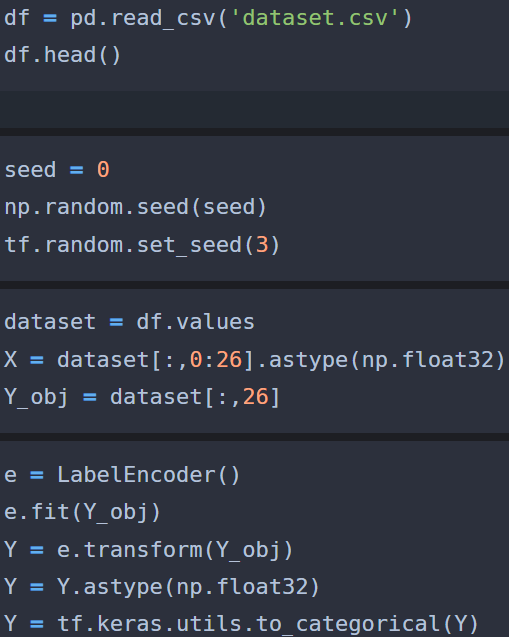 df = pd.read_csv('dataset.csv')
df.head()
seed = 0
np.random.seed(seed)
tf.random.set_seed(3)
dataset = df.values
X = dataset[:,0:26].astype(np.float32)
Y_obj = dataset[:,26]
e = LabelEncoder()
e.fit(Y_obj)
Y = e.transform(Y_obj)
Y = Y.astype(np.float32)
Y = tf.keras.utils.to_categorical(Y)